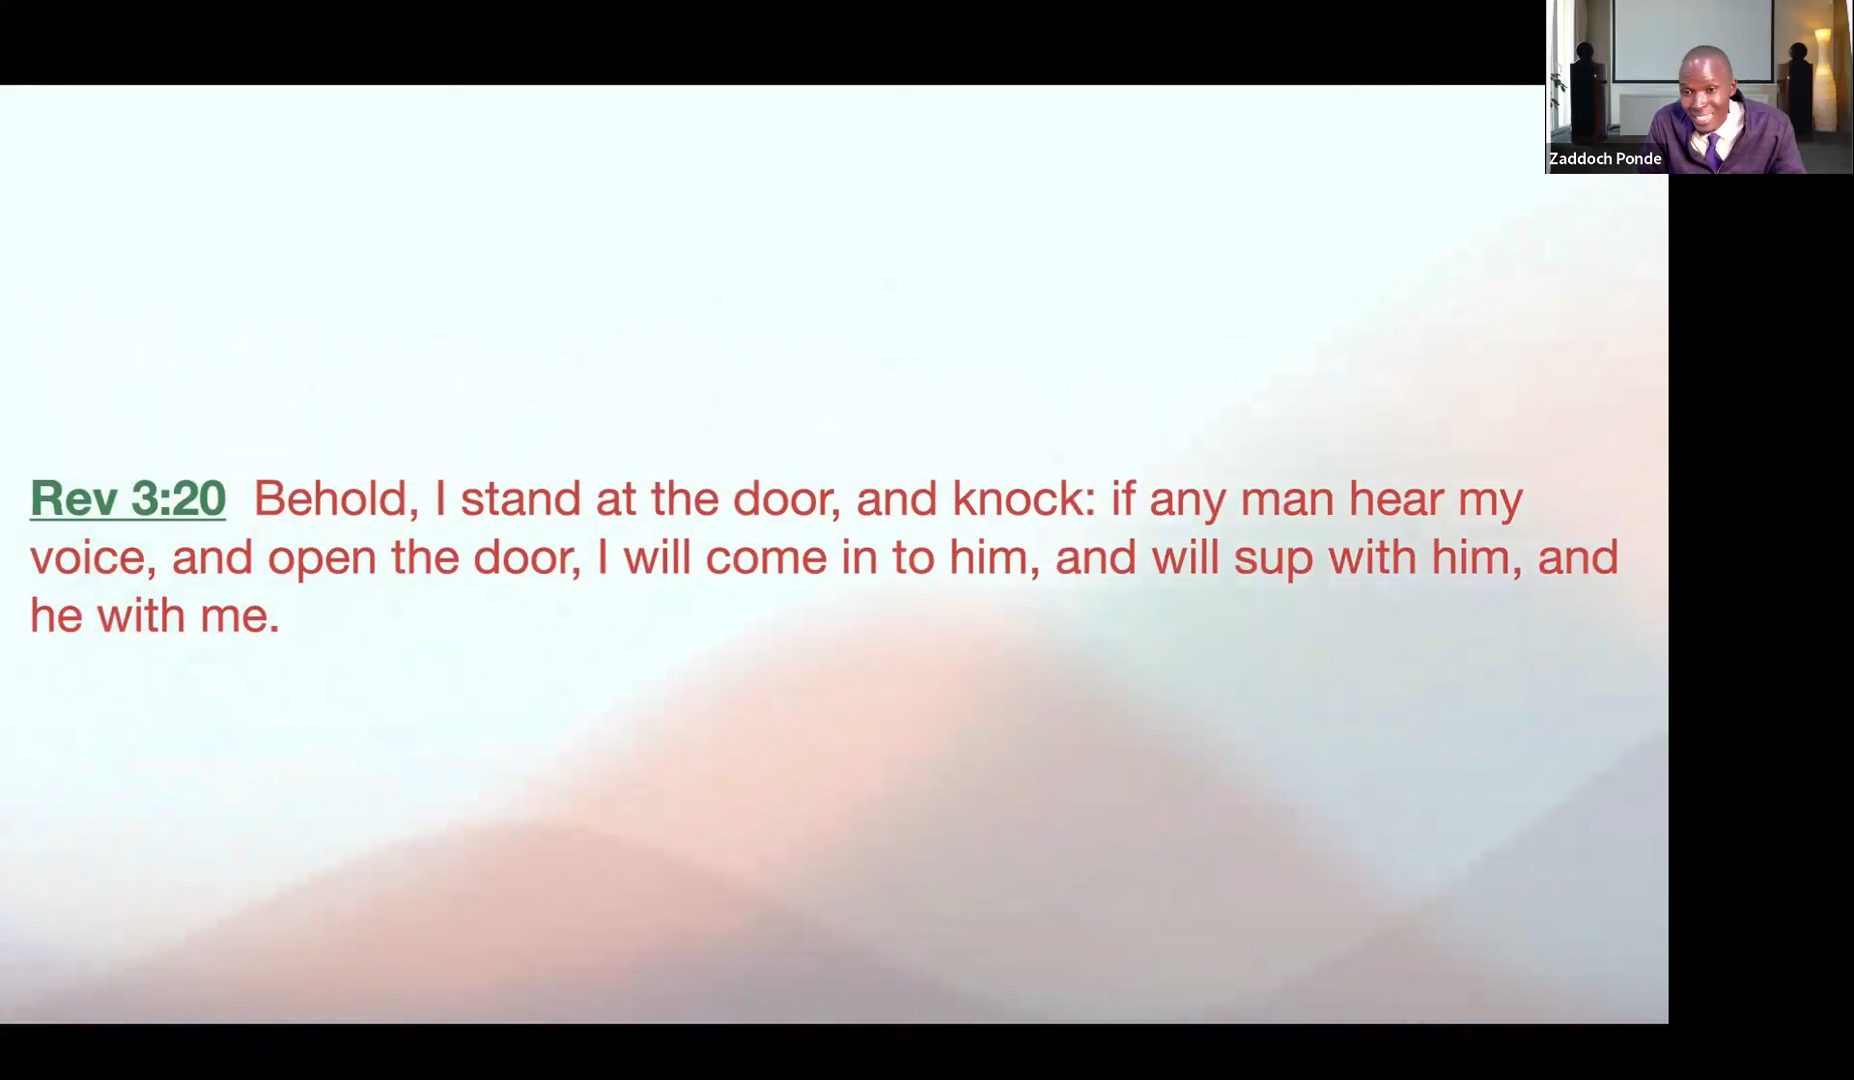 Zaddoch Ponde
Rev 3:20  Behold, I stand at the door, and knock: if any man hear my
voice, and open the door, I will come in to him, and will sup with him, and
he with me.